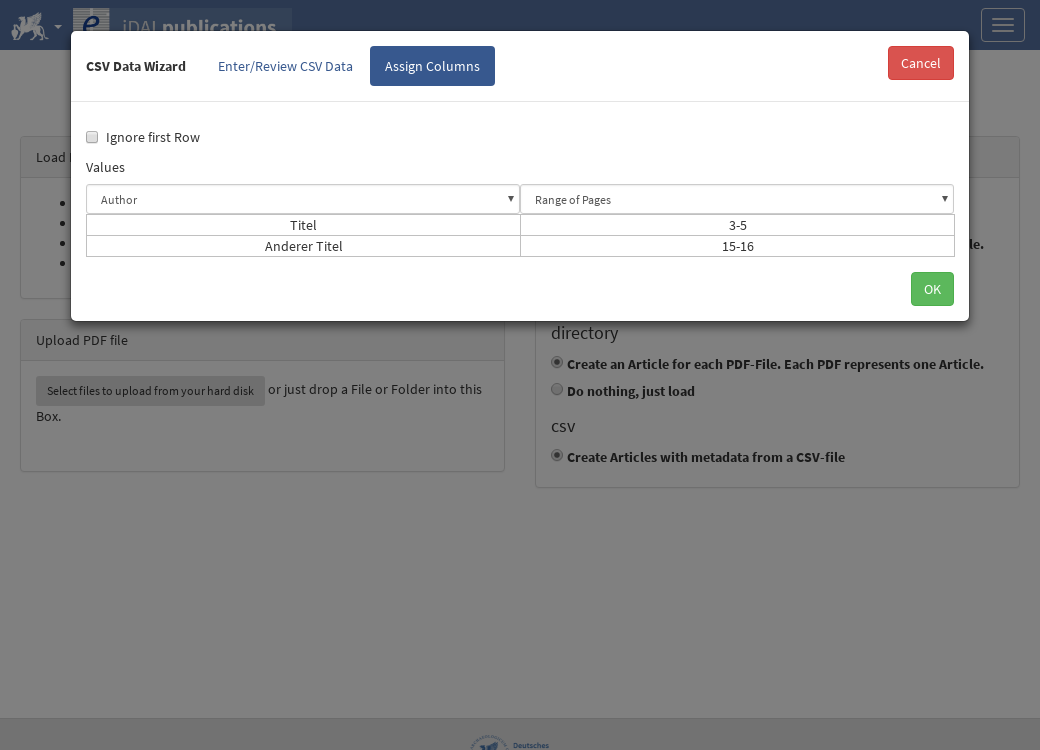 iDAI.publications
CSV Data Wizard Enter/Review CSV Data Assign Columns Cancel
Ignore first Row
Values
Author Range of Pages
Titel 3-5
Anderer Titel 15-16
OK
Load
le.
Upload PDF file
Select files to upload from your hard disk or just drop a File or Folder into this
Box.
directory
Create an Article for each PDF-File. Each PDF represents one Article.
Do nothing, just load
CSV
Create Articles with metadata from a CSV-file
Deutsches